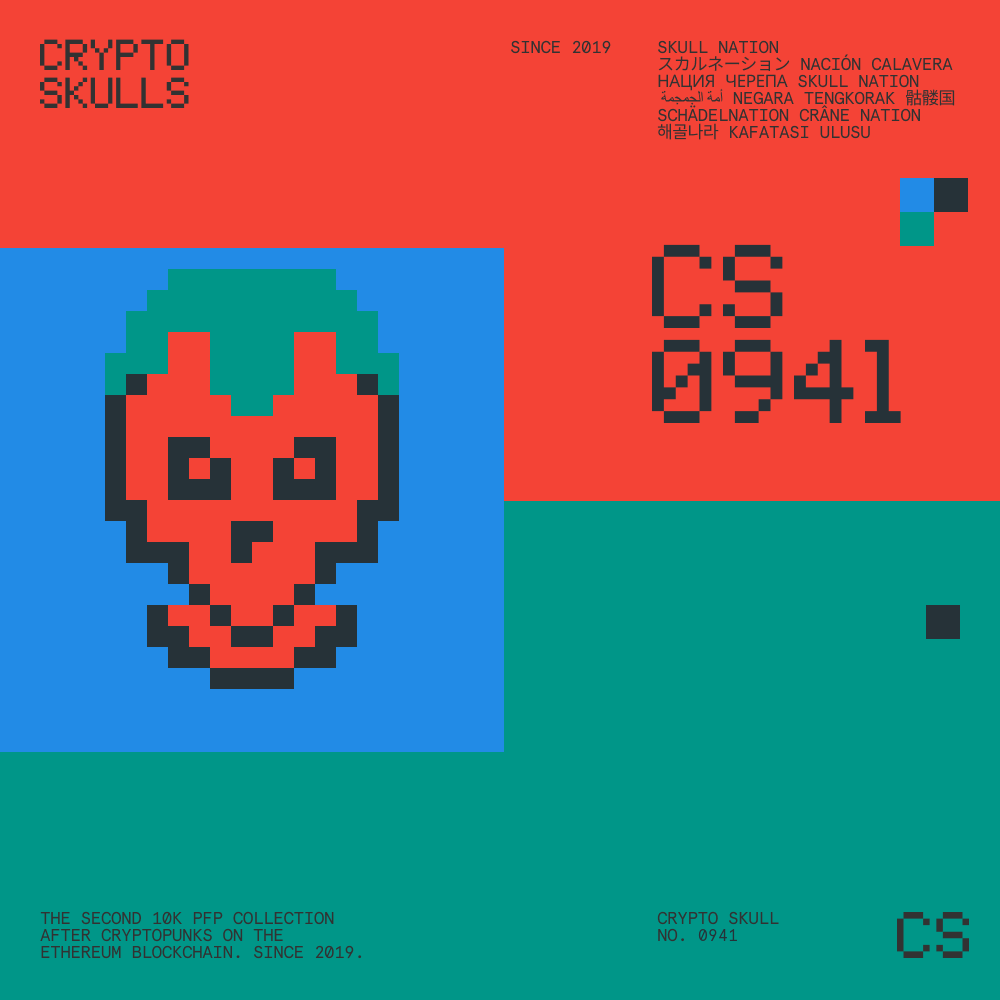 CRYPTO
SKULLS
SINCE 2019
SKULL NATION
スカルネーション NACIÓN CALAVERA
НАЦИЯ ЧЕРЕПА SKULL NATION
أمة الجمجمة NEGARA TENGKORAK 骷髅国
SCHÄDELNATION CRÂNE NATION
해골나라 KAFATASI ULUSU
CS
0941
THE SECOND 10K PFP COLLECTION
AFTER CRYPTOPUNKS ON THE
ETHEREUM BLOCKCHAIN. SINCE 2019.
CRYPTO SKULL
NO. 0941
CS